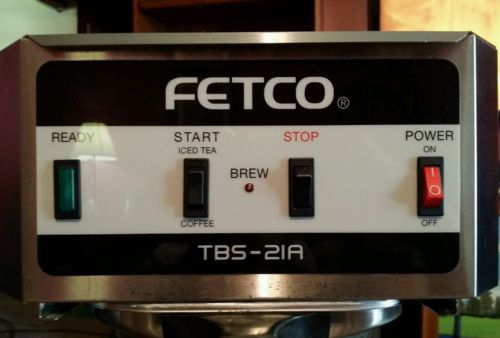 FETCO®
READY
START
ICED TEA
COFFEE
BREW
STOP
POWER
ON
I
O
OFF
TBS-21A